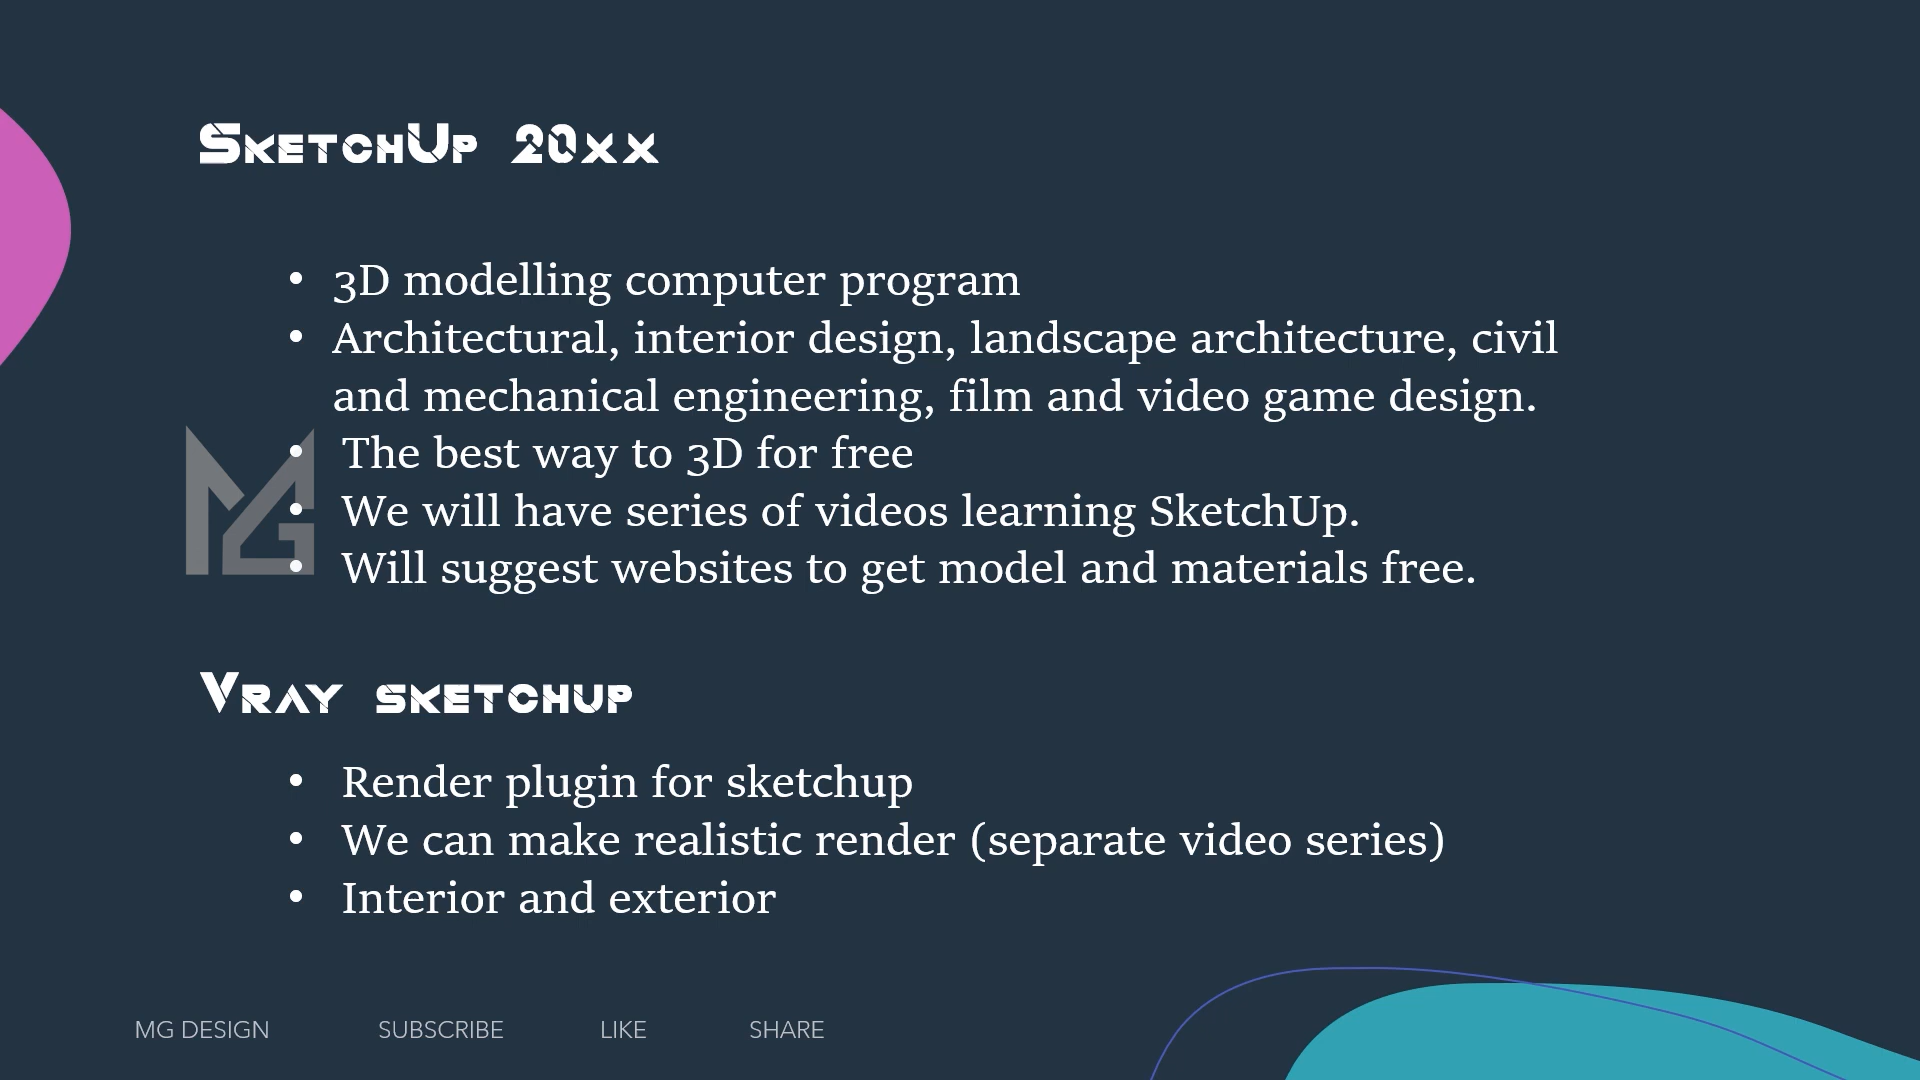 SketchUp 20xx
• 3D modelling computer program
• Architectural, interior design, landscape architecture, civil
and mechanical engineering, film and video game design.
• The best way to 3D for free
• We will have series of videos learning SketchUp.
• Will suggest websites to get model and materials free.
MG
Vray sketchup
• Render plugin for sketchup
• We can make realistic render (separate video series)
• Interior and exterior
MG DESIGN SUBSCRIBE LIKE SHARE